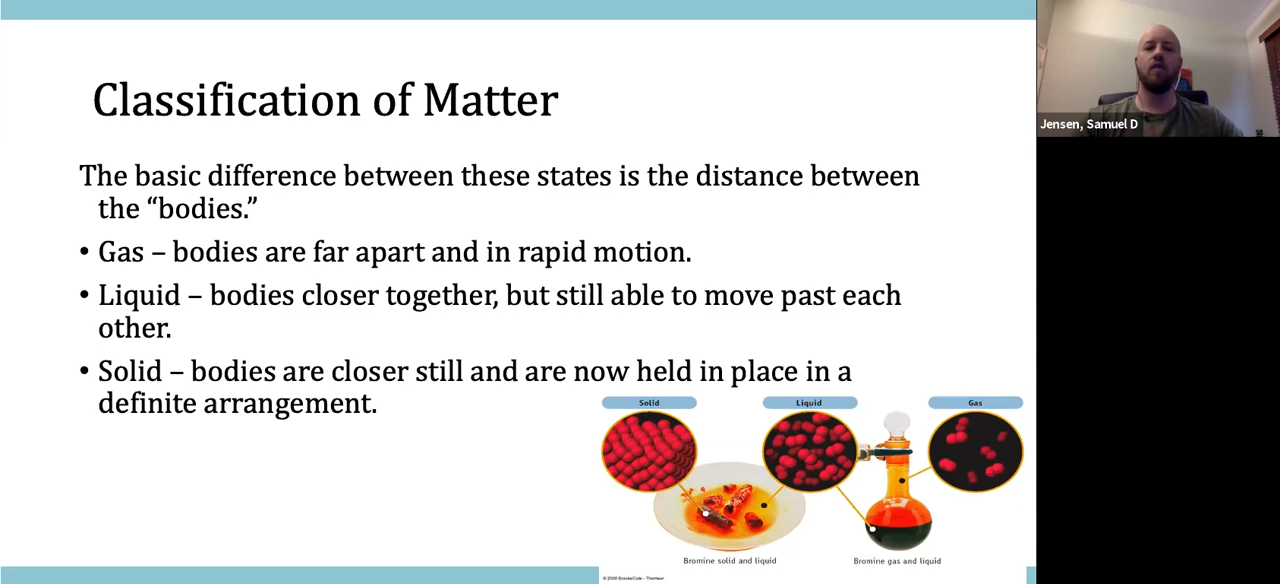 Classification of Matter
The basic difference between these states is the distance between
the “bodies.”
• Gas – bodies are far apart and in rapid motion.
• Liquid – bodies closer together, but still able to move past each
other.
• Solid – bodies are closer still and are now held in place in a
definite arrangement.
Solid
Liquid
Gas
Bromine solid and liquid
Bromine gas and liquid
Jensen, Samuel D